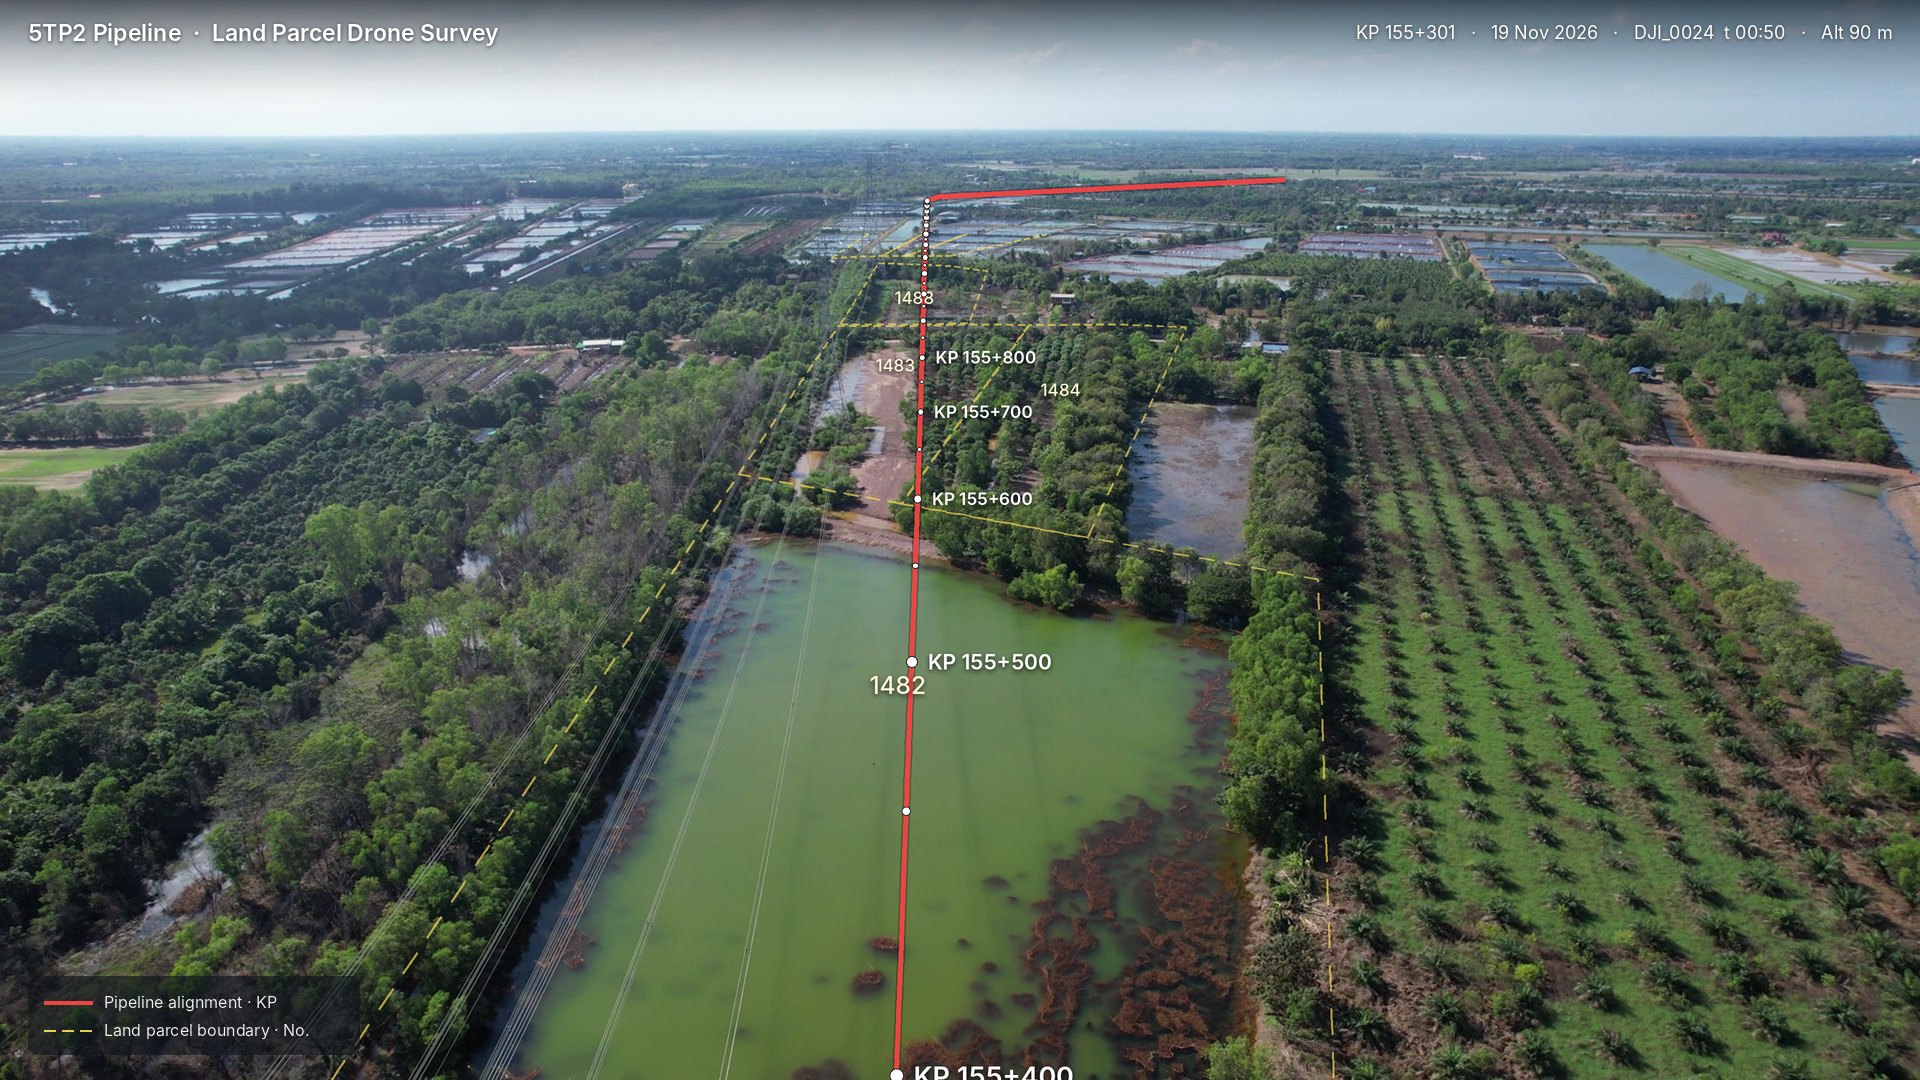 5TP2 Pipeline · Land Parcel Drone Survey
KP 155+301 · 19 Nov 2026 · DJI_0024 t 00:50 · Alt 90 m
1483
KP 155+800
1483
1484
KP 155+700
KP 155+600
KP 155+500
1482
KP 155+400
Pipeline alignment · KP
Land parcel boundary · No.